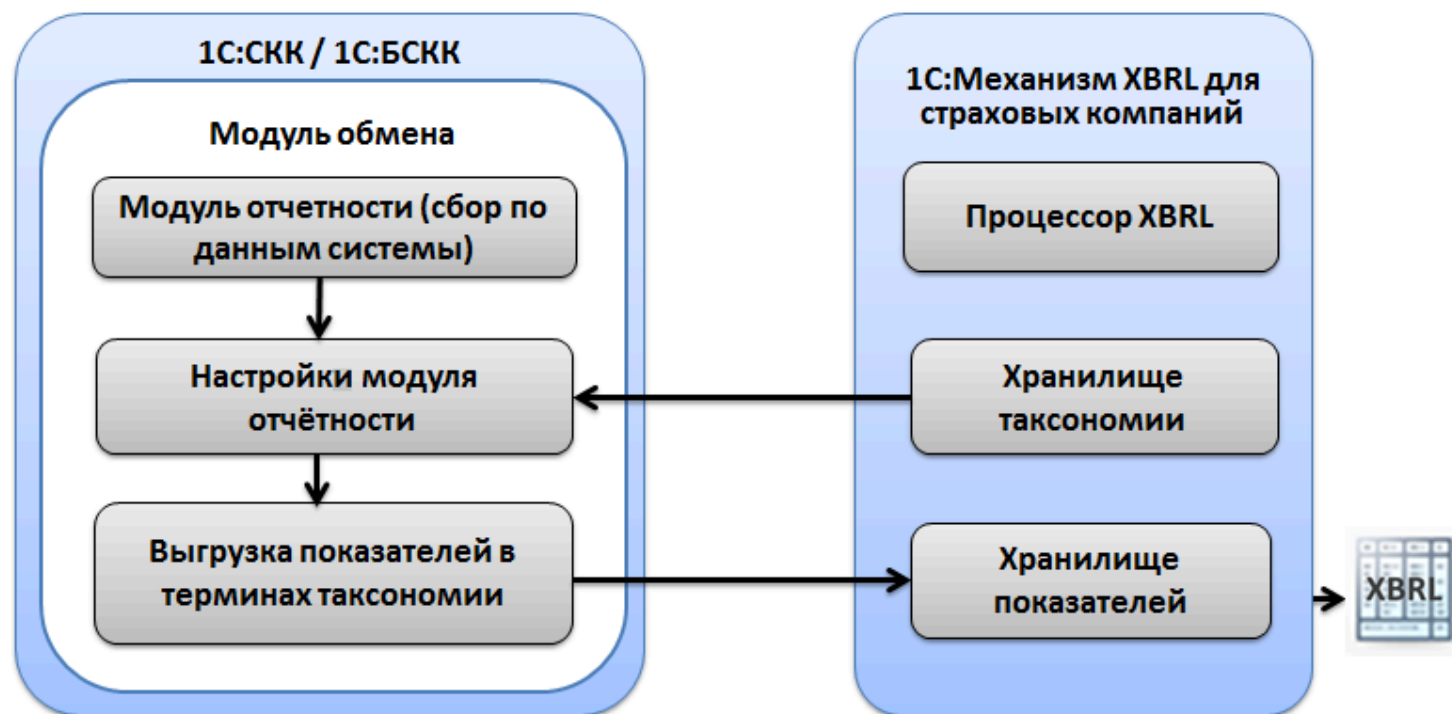 1С:СКК / 1С:БСКК
Модуль обмена
Модуль отчетности (сбор по
данным системы)
Настройки модуля
отчётности
Выгрузка показателей в
терминах таксономии
1С:Механизм XBRL для
страховых компаний
Процессор XBRL
Хранилище
таксономии
Хранилище
показателей
XBRL